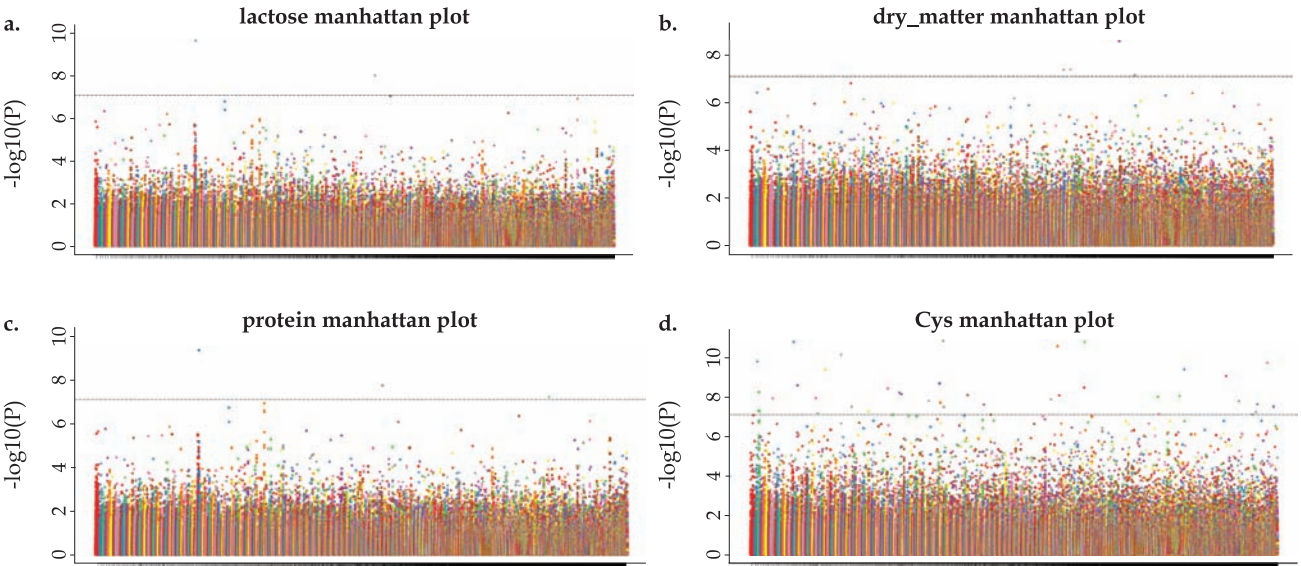 a.
lactose manhattan plot
-log10(P)
10
8
6
4
2
0
b.
dry_matter manhattan plot
-log10(P)
8
6
4
2
0
c.
protein manhattan plot
-log10(P)
10
8
6
4
2
0
d.
Cys manhattan plot
-log10(P)
10
8
6
4
2
0